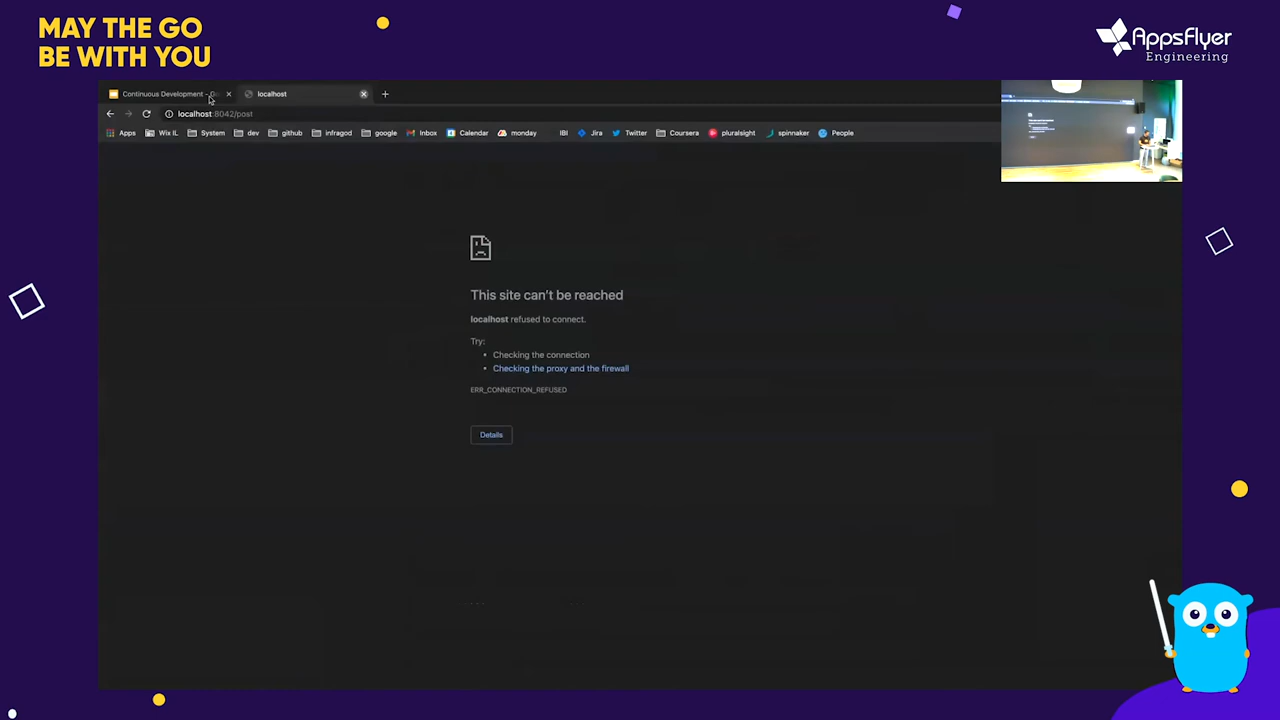 MAY THE GO
BE WITH YOU
AppsFlyer
Engineering
Continuous Development -
localhost
localhost:8042/post
Apps
Wix IL
System
dev
github
infragod
google
Inbox
Calendar
monday
IBI
Jira
Twitter
Coursera
pluralsight
spinnaker
People
This site can't be reached
localhost refused to connect.
Try:
Checking the connection
Checking the proxy and the firewall
ERR_CONNECTION_REFUSED
Details